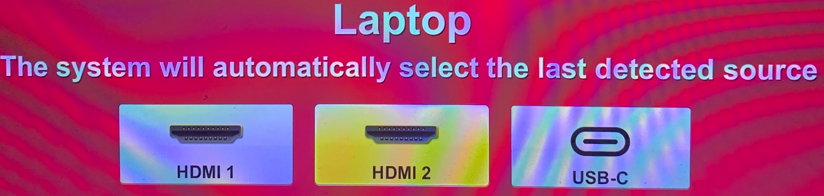 Laptop
The system will automatically select the last detected source
HDMI 1
HDMI 2
USB-C